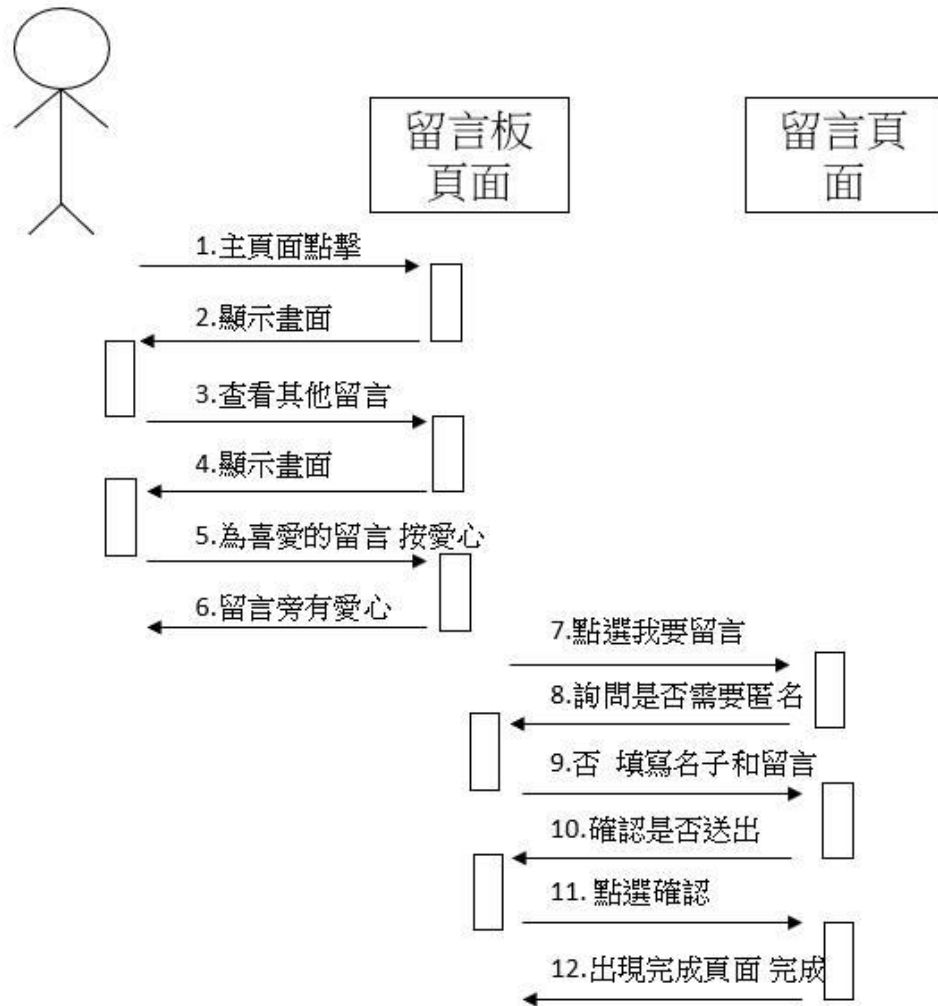 留言板
頁面
留言頁
面
1.主頁面點擊
2.顯示畫面
3.查看其他留言
4.顯示畫面
5.為喜愛的留言 按愛心
6.留言旁有愛心
7.點選我要留言
8.詢問是否需要匿名
9.否 填寫名子和留言
10.確認是否送出
11. 點選確認
12.出現完成頁面 完成